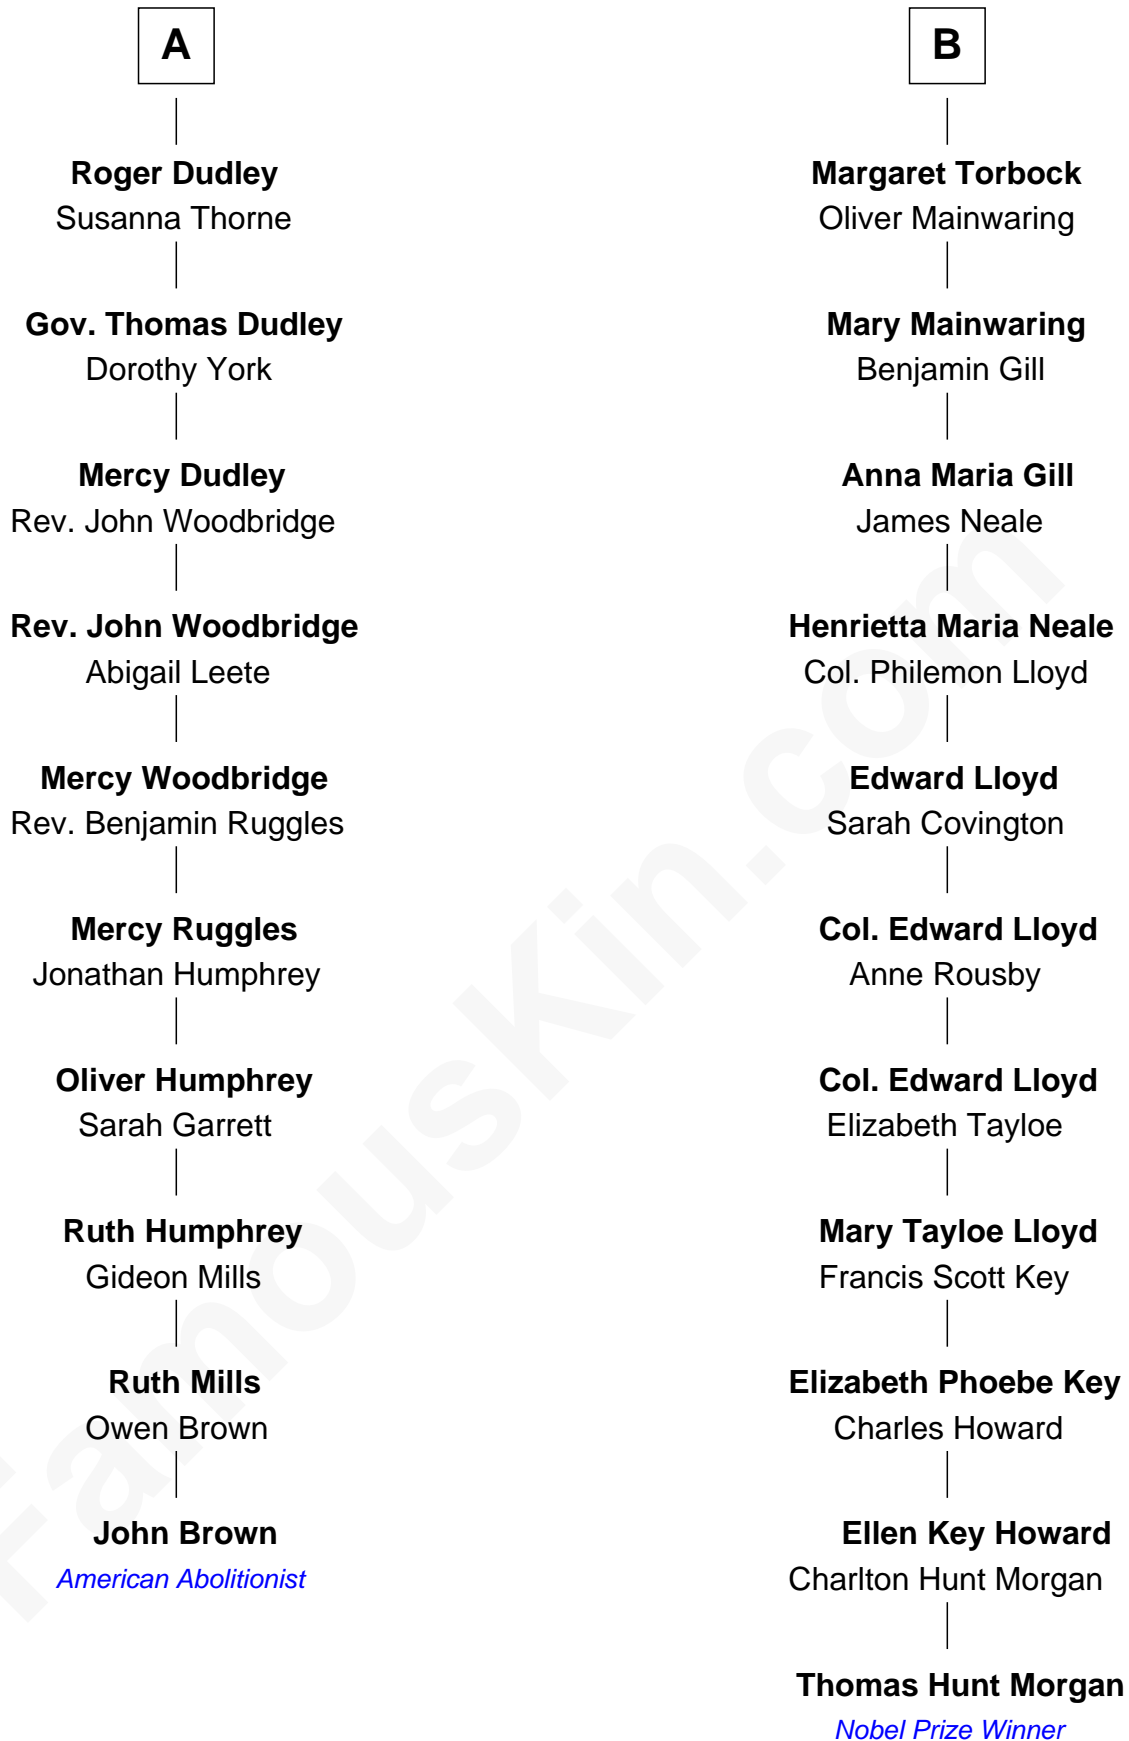 A
Roger Dudley
Susanna Thorne
Gov. Thomas Dudley
Dorothy York
Mercy Dudley
Rev. John Woodbridge
Rev. John Woodbridge
Abigail Leete
Mercy Woodbridge
Rev. Benjamin Ruggles
Mercy Ruggles
Jonathan Humphrey
Oliver Humphrey
Sarah Garrett
Ruth Humphrey
Gideon Mills
Ruth Mills
Owen Brown
John Brown
American Abolitionist
B
Margaret Torbock
Oliver Mainwaring
Mary Mainwaring
Benjamin Gill
Anna Maria Gill
James Neale
Henrietta Maria Neale
Col. Philemon Lloyd
Edward Lloyd
Sarah Covington
Col. Edward Lloyd
Anne Rousby
Col. Edward Lloyd
Elizabeth Tayloe
Mary Tayloe Lloyd
Francis Scott Key
Elizabeth Phoebe Key
Charles Howard
Ellen Key Howard
Charlton Hunt Morgan
Thomas Hunt Morgan
Nobel Prize Winner
FamousKin.com